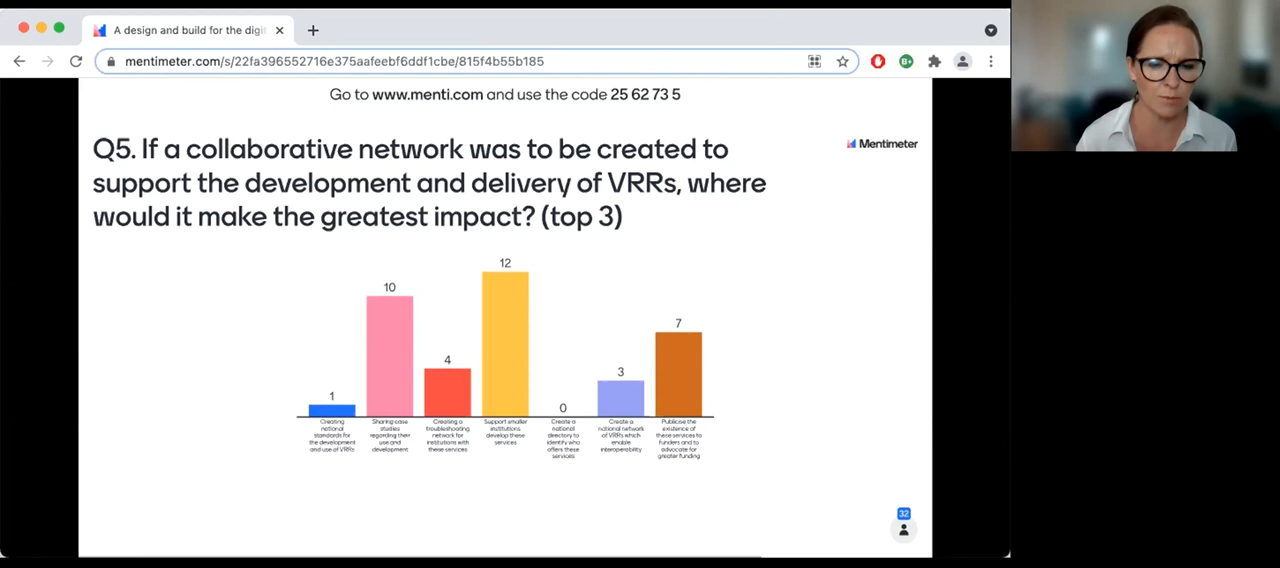 A design and build for the digit
mentimeter.com/s/22fa396552716e375aafeebf6ddf1cbe/815f4b55b185
Go to www.menti.com and use the code 25 62 73 5
Q5. If a collaborative network was to be created to
support the development and delivery of VRRs, where
would it make the greatest impact? (top 3)
Mentimeter
1
10
4
12
0
3
7
Creating
national
standards for
the development
and use of VRRs
Sharing case
studies
regarding their
use and
development
Creating a
troubleshooting
network for
institutions with
these services
Support smaller
institutions
develop these
services
Create a
national
directory to
identify who
offers these
services
Create a
national network
of VRRs which
enable
interoperability
Publicise the
existence of
these services to
funders and to
advocate for
greater funding
32